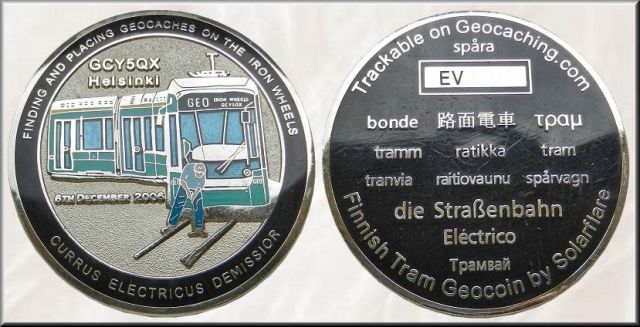 FINDING AND PLACING GEOCACHES ON THE IRON WHEELS
GCY5QX
Helsinki
GEO IRON WHEELS
GCY5QX
GEO
6TH DECEMBER 2006
CURRUS ELECTRICUS DEMISSIOR
Trackable on Geocaching.com
spåra
EV
bonde 路面電車 τραμ
tramm ratikka tram
tranvia raitiovaunu spårvagn
die Straßenbahn
Eléctrico
Трамвай
Finnish Tram Geocoin by Solarflare